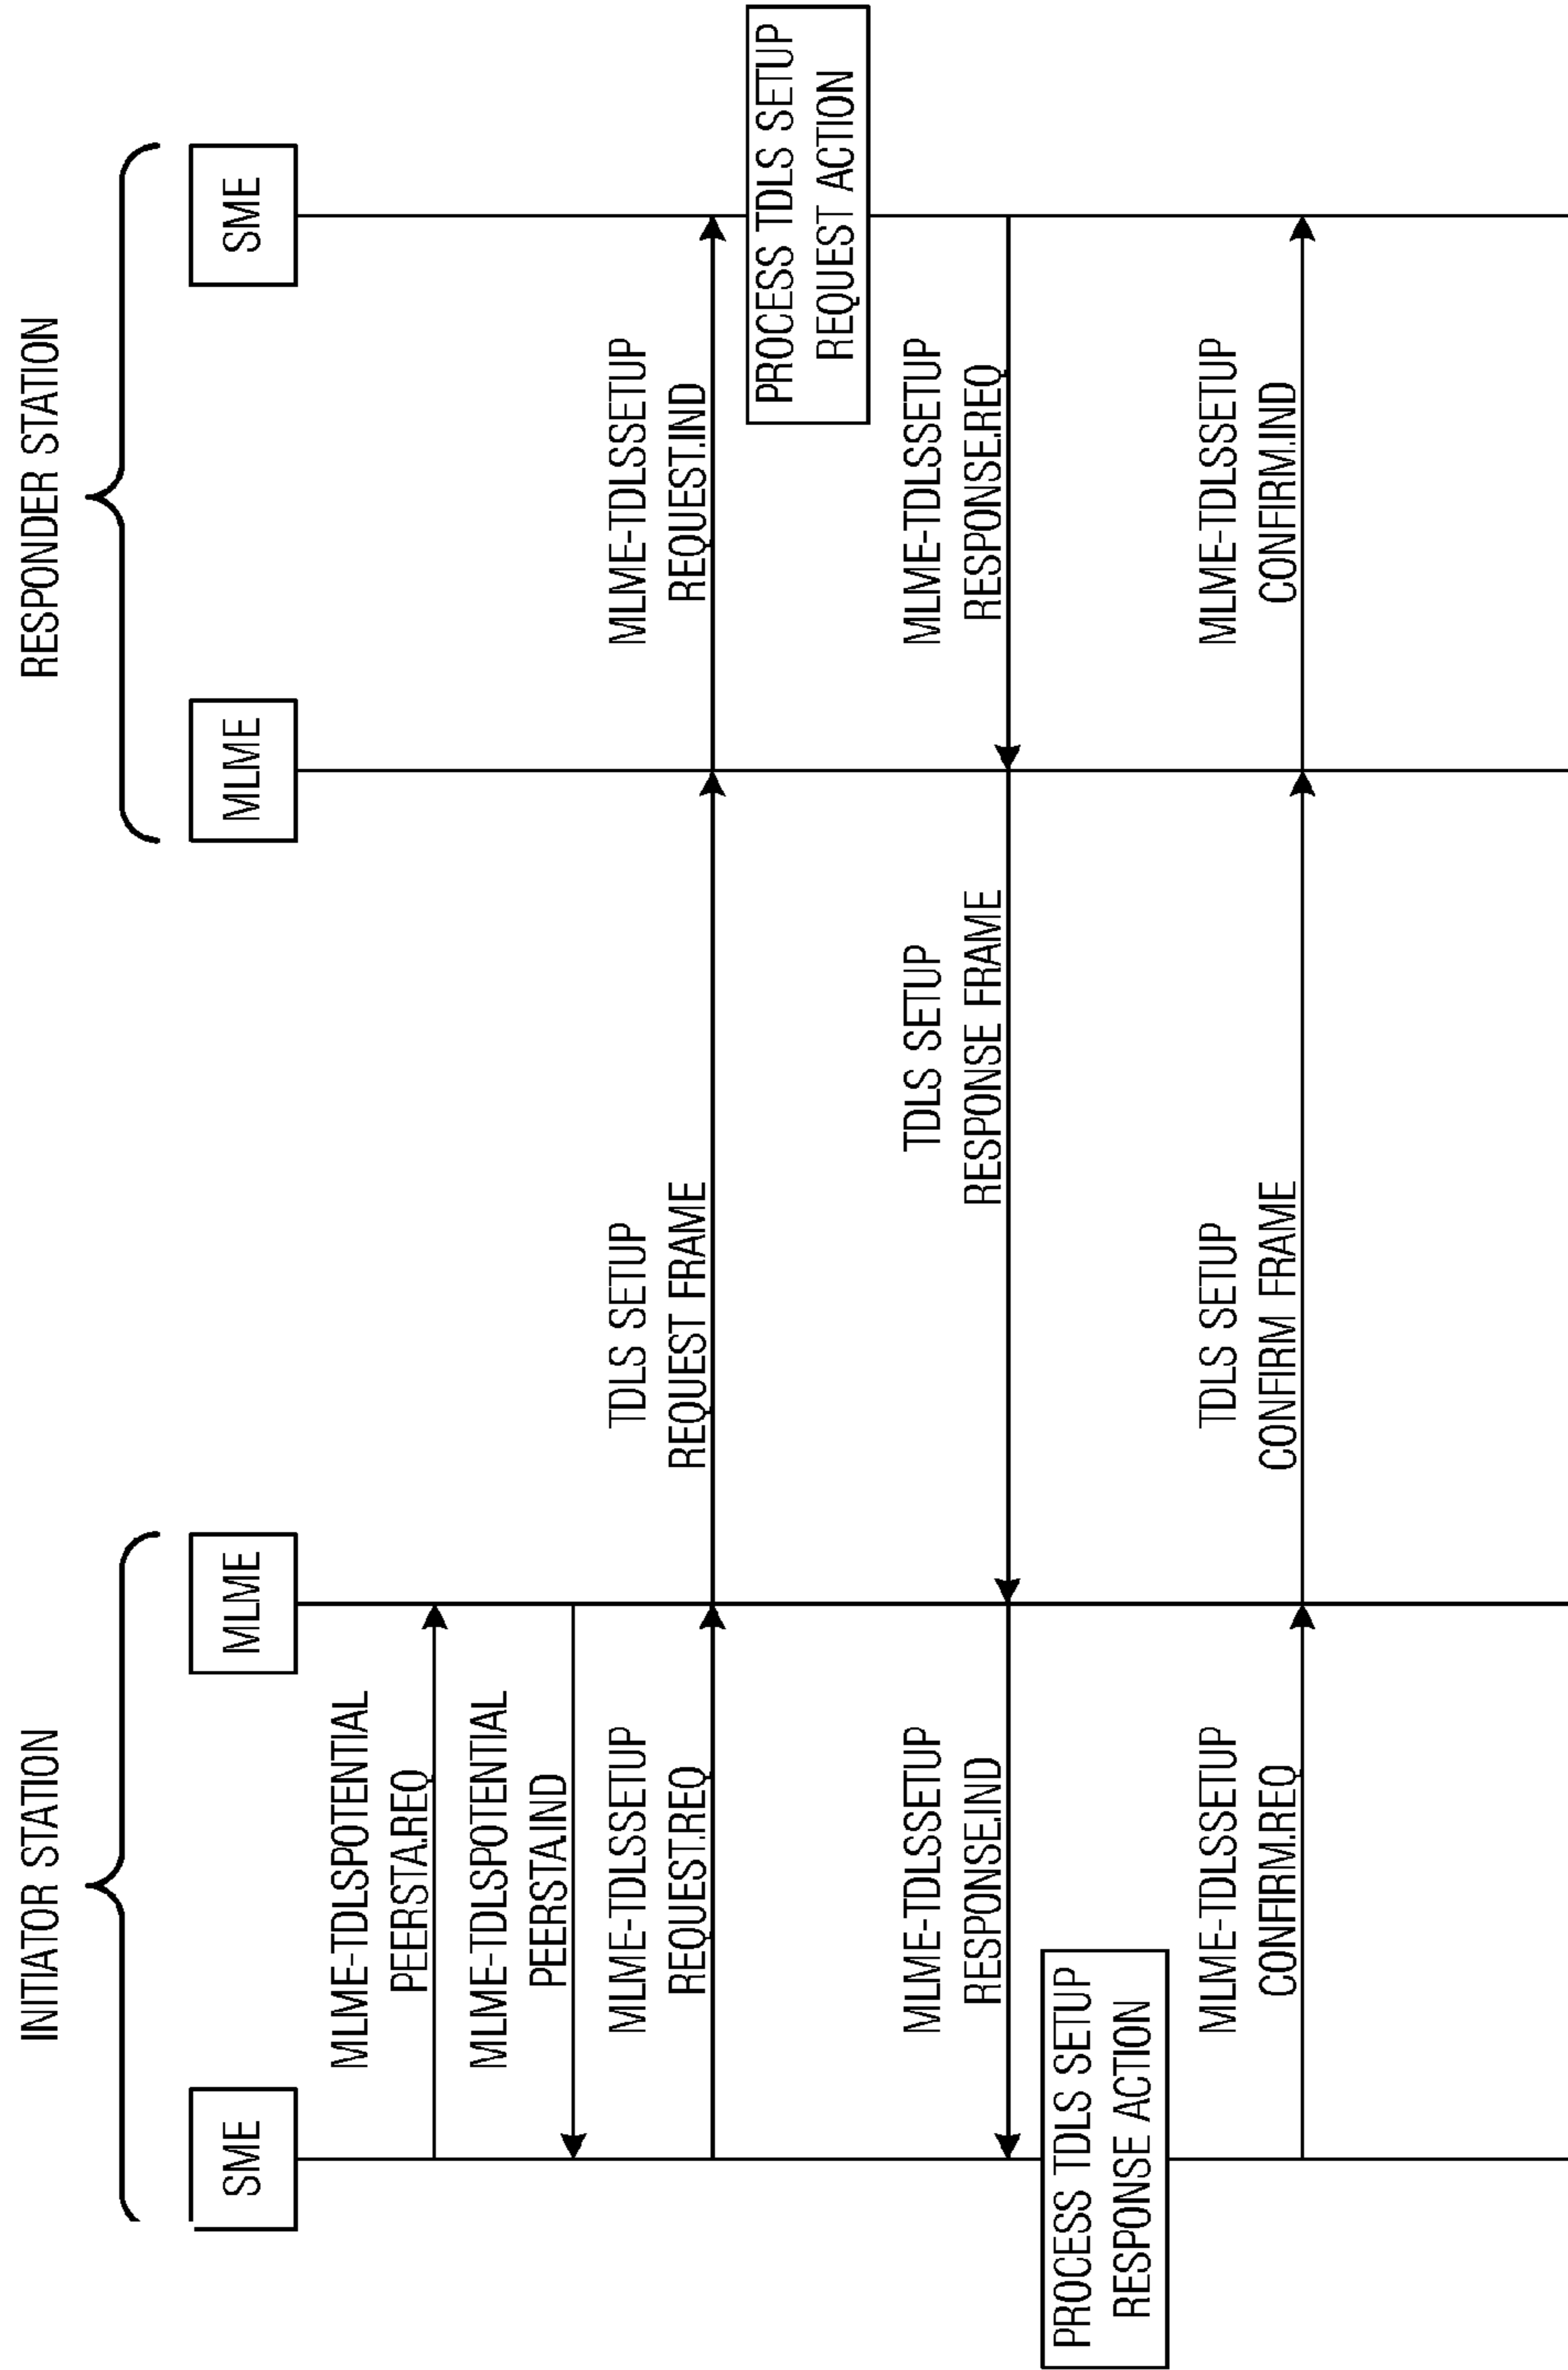 INITIATOR STATION
RESPONDER STATION
SME
MLME
MLME
SME
MLME-TDLSPOTENTIAL
PEERSTA.REQ
MLME-TDLSPOTENTIAL
PEERSTA.IND
MLME-TDLSSETUP
REQUEST.REQ
TDLS SETUP
REQUEST FRAME
MLME-TDLSSETUP
REQUEST.IND
PROCESS TDLS SETUP
REQUEST ACTION
MLME-TDLSSETUP
RESPONSE.IND
TDLS SETUP
RESPONSE FRAME
MLME-TDLSSETUP
RESPONSE.REQ
PROCESS TDLS SETUP
RESPONSE ACTION
MLME-TDLSSETUP
CONFIRM.REQ
TDLS SETUP
CONFIRM FRAME
MLME-TDLSSETUP
CONFIRM.IND